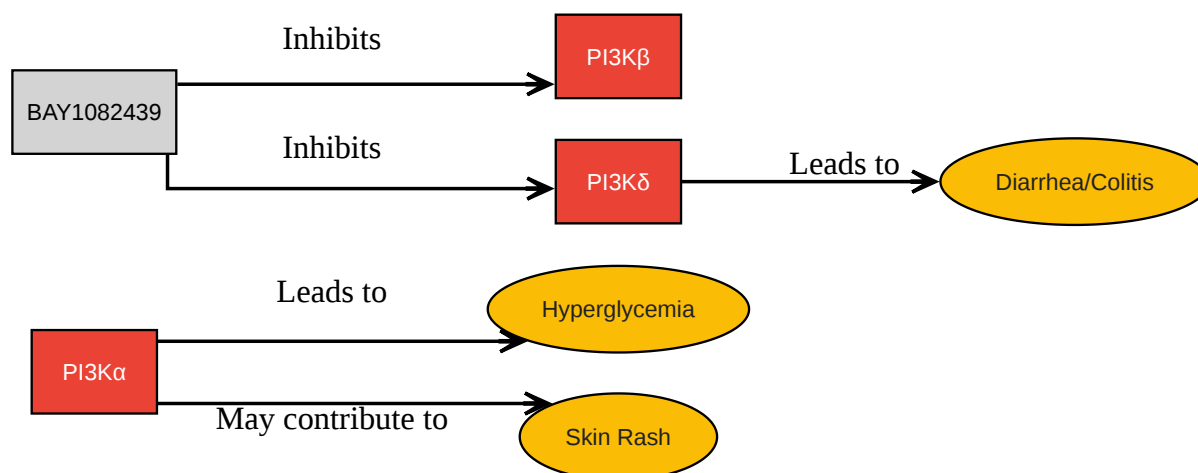 Inhibits
PI3Kβ
BAY1082439
Inhibits
PI3Kδ
Leads to
Diarrhea/Colitis
Leads to
Hyperglycemia
PI3Kα
May contribute to
Skin Rash